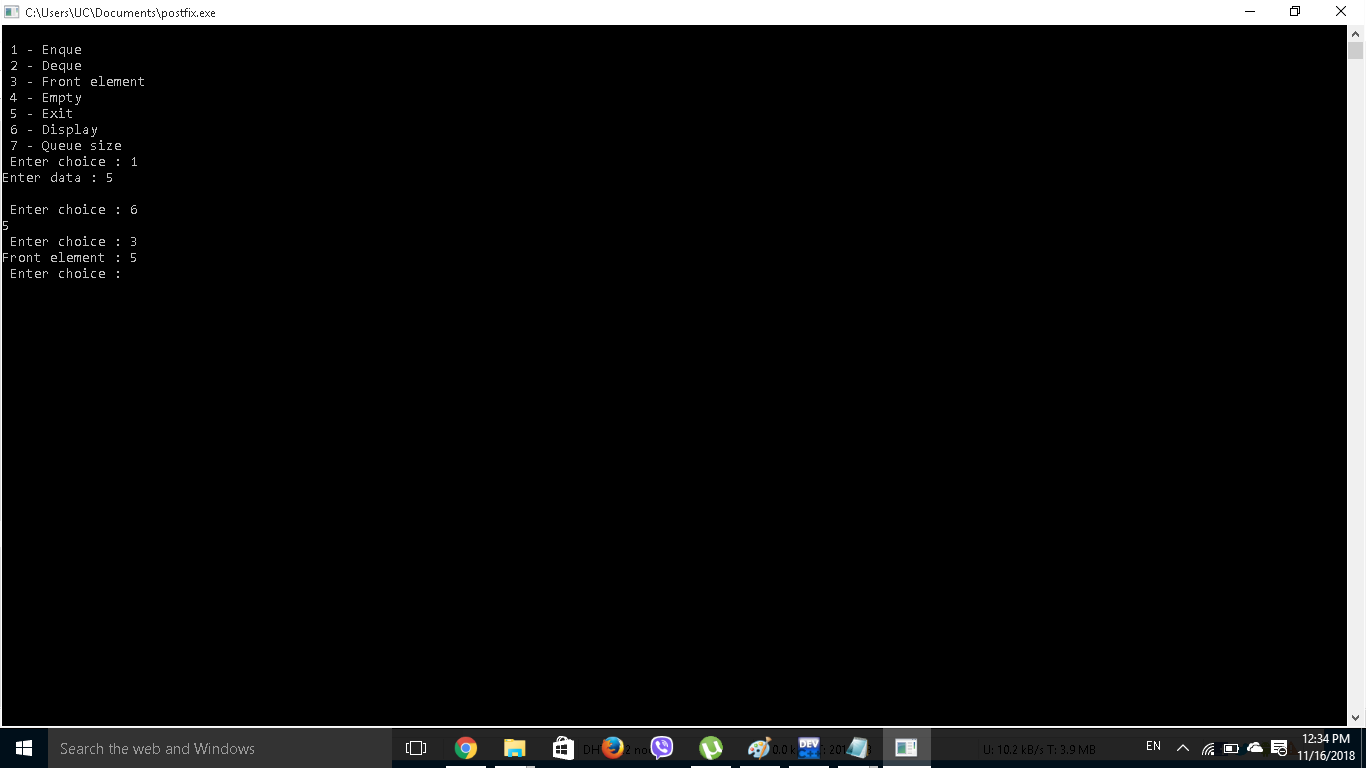 C:\Users\UC\Documents\postfix.exe
1 - Enque
2 - Deque
3 - Front element
4 - Empty
5 - Exit
6 - Display
7 - Queue size
Enter choice : 1
Enter data : 5
Enter choice : 6
5
Enter choice : 3
Front element : 5
Enter choice :
Search the web and Windows
DEV
U: 10.2 kB/s T: 3.9 MB
EN
12:34 PM
11/16/2018